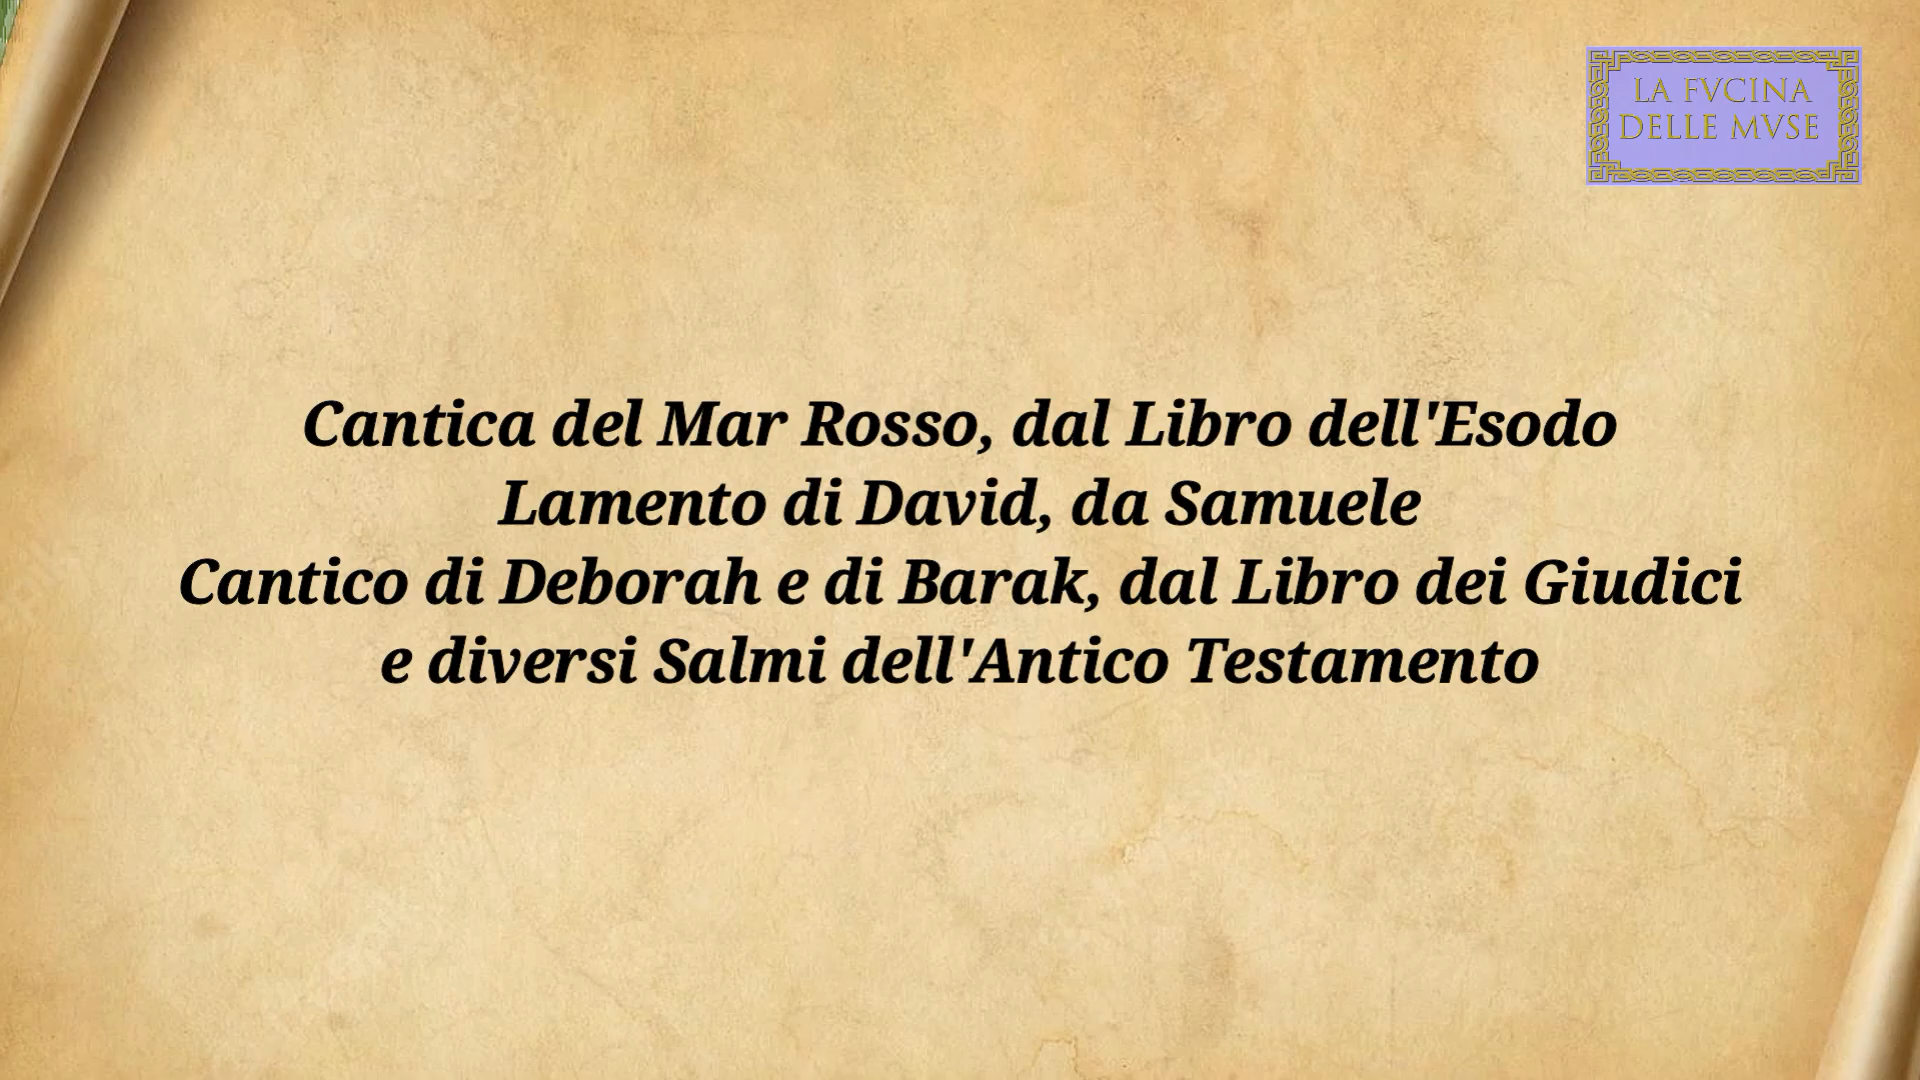 LA FVCINA
DELLE MVSE
Cantica del Mar Rosso, dal Libro dell'Esodo
Lamento di David, da Samuele
Cantico di Deborah e di Barak, dal Libro dei Giudici
e diversi Salmi dell'Antico Testamento